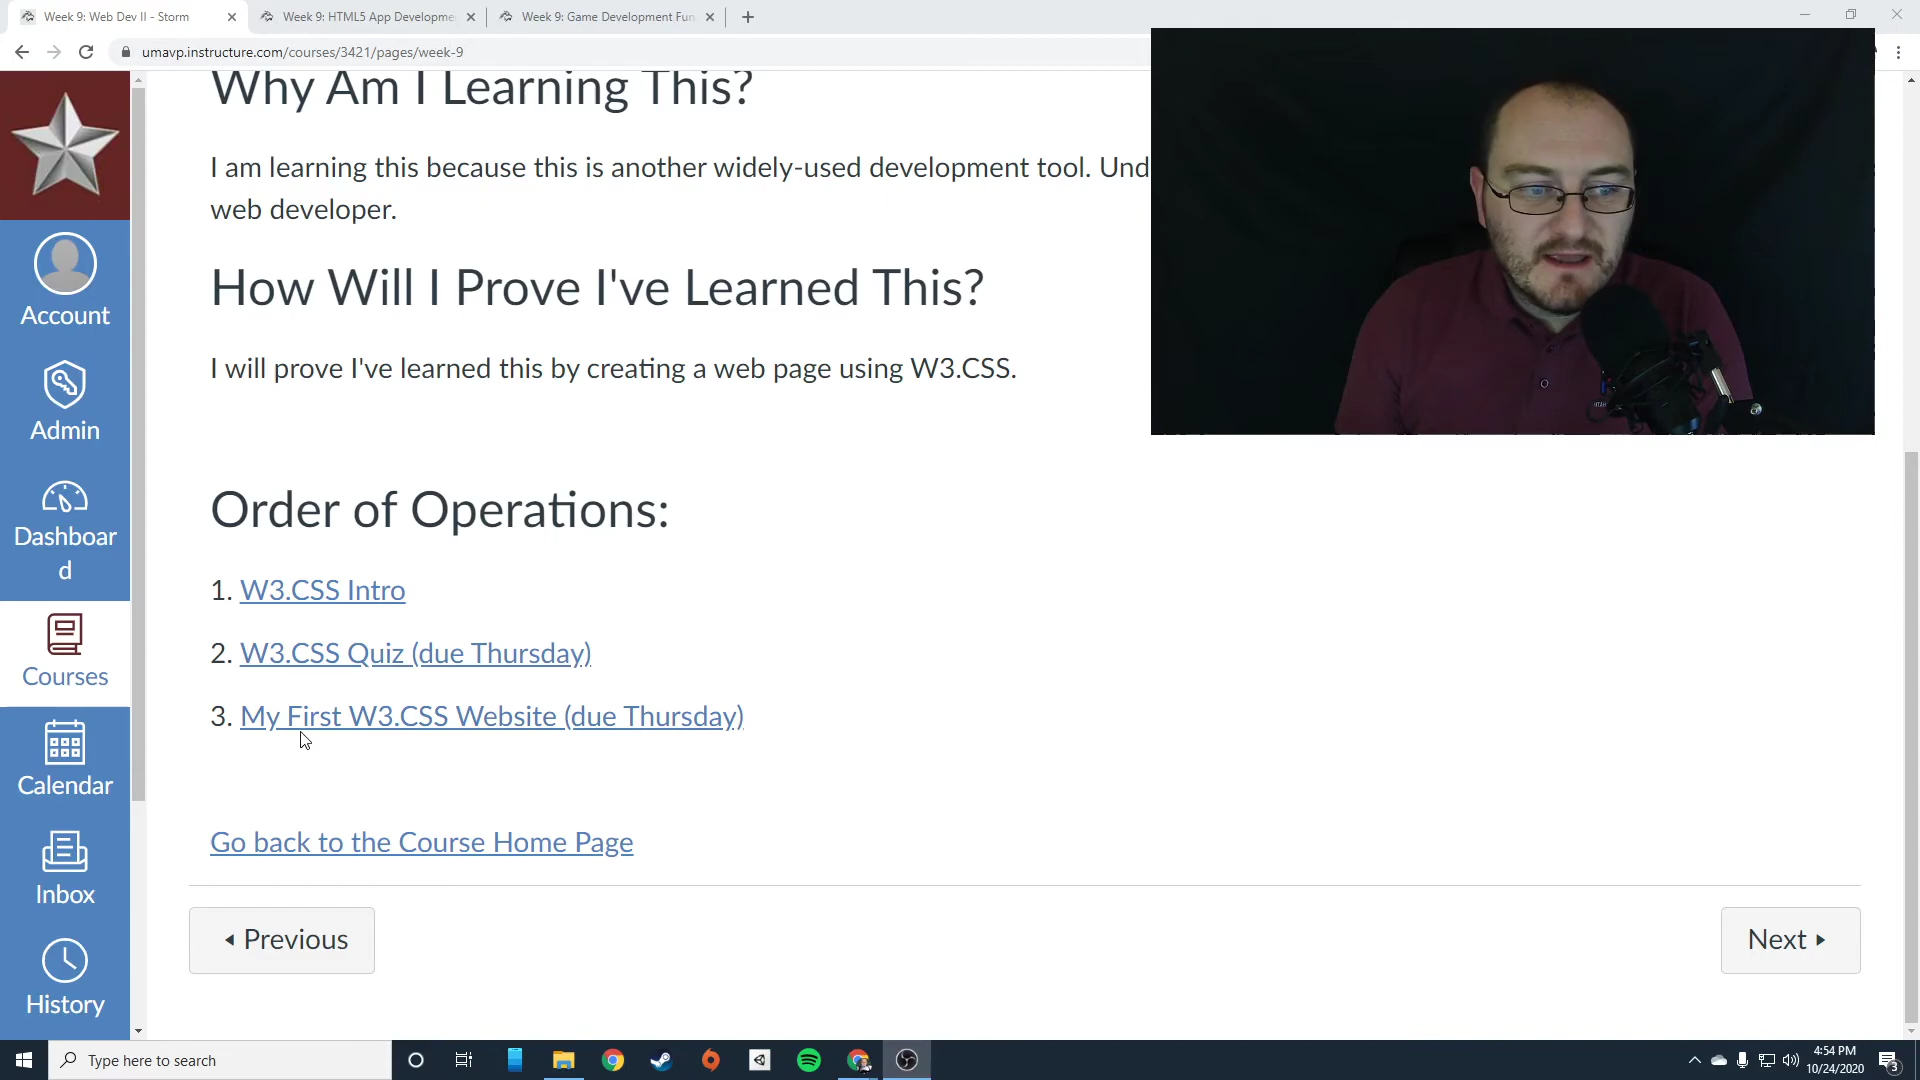 Week 9: Web Dev II - Storm
Week 9: HTML5 App Developme
Week 9: Game Development Fun
umavp.instructure.com/courses/3421/pages/week-9
Why Am I Learning This?
I am learning this because this is another widely-used development tool. Und
web developer.
How Will I Prove I've Learned This?
I will prove I've learned this by creating a web page using W3.CSS.
Order of Operations:
1. W3.CSS Intro
2. W3.CSS Quiz (due Thursday)
3. My First W3.CSS Website (due Thursday)
Go back to the Course Home Page
Previous
Next
Account
Admin
Dashboar
d
Courses
Calendar
Inbox
History
Type here to search
4:54 PM
10/24/2020
3